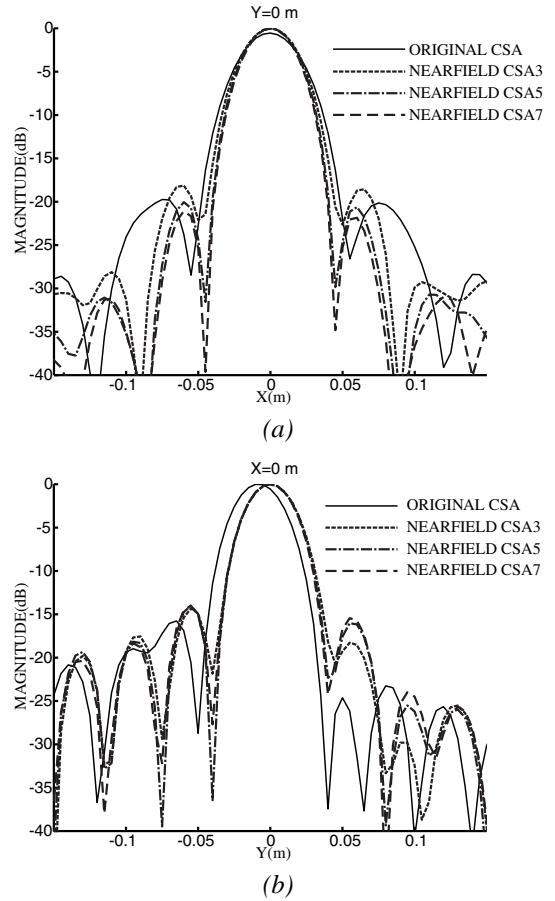 Y=0 m
0
-5
-10
-15
-20
-25
-30
-35
-40
MAGNITUDE(dB)
ORIGINAL CSA
NEARFIELD CSA3
NEARFIELD CSA5
NEARFIELD CSA7
-0.1 -0.05 0 0.05 0.1
X(m)
(a)
X=0 m
0
-5
-10
-15
-20
-25
-30
-35
-40
MAGNITUDE(dB)
ORIGINAL CSA
NEARFIELD CSA3
NEARFIELD CSA5
NEARFIELD CSA7
-0.1 -0.05 0 0.05 0.1
Y(m)
(b)